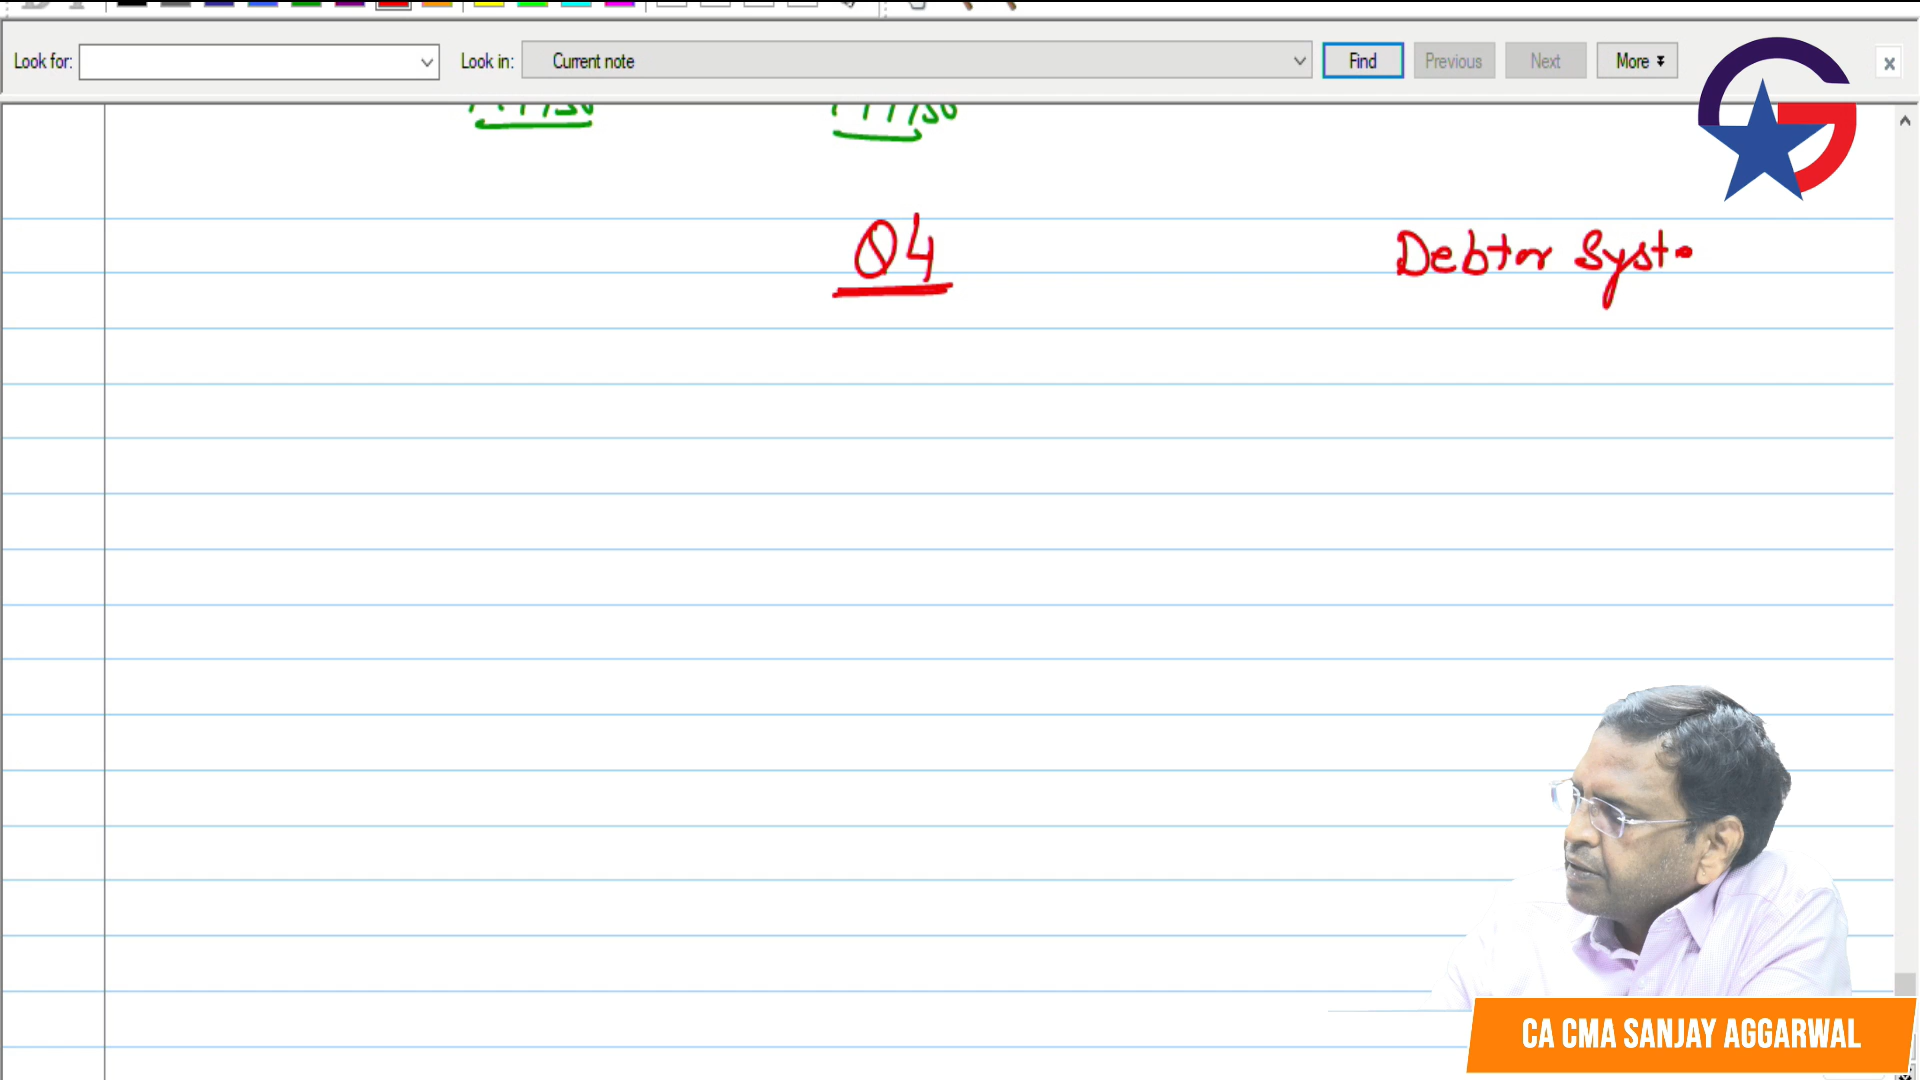 Look for:
Look in: Current note Find Previous Next More
Q4
Debtor Syst
CA CMA SANJAY AGGARWAL